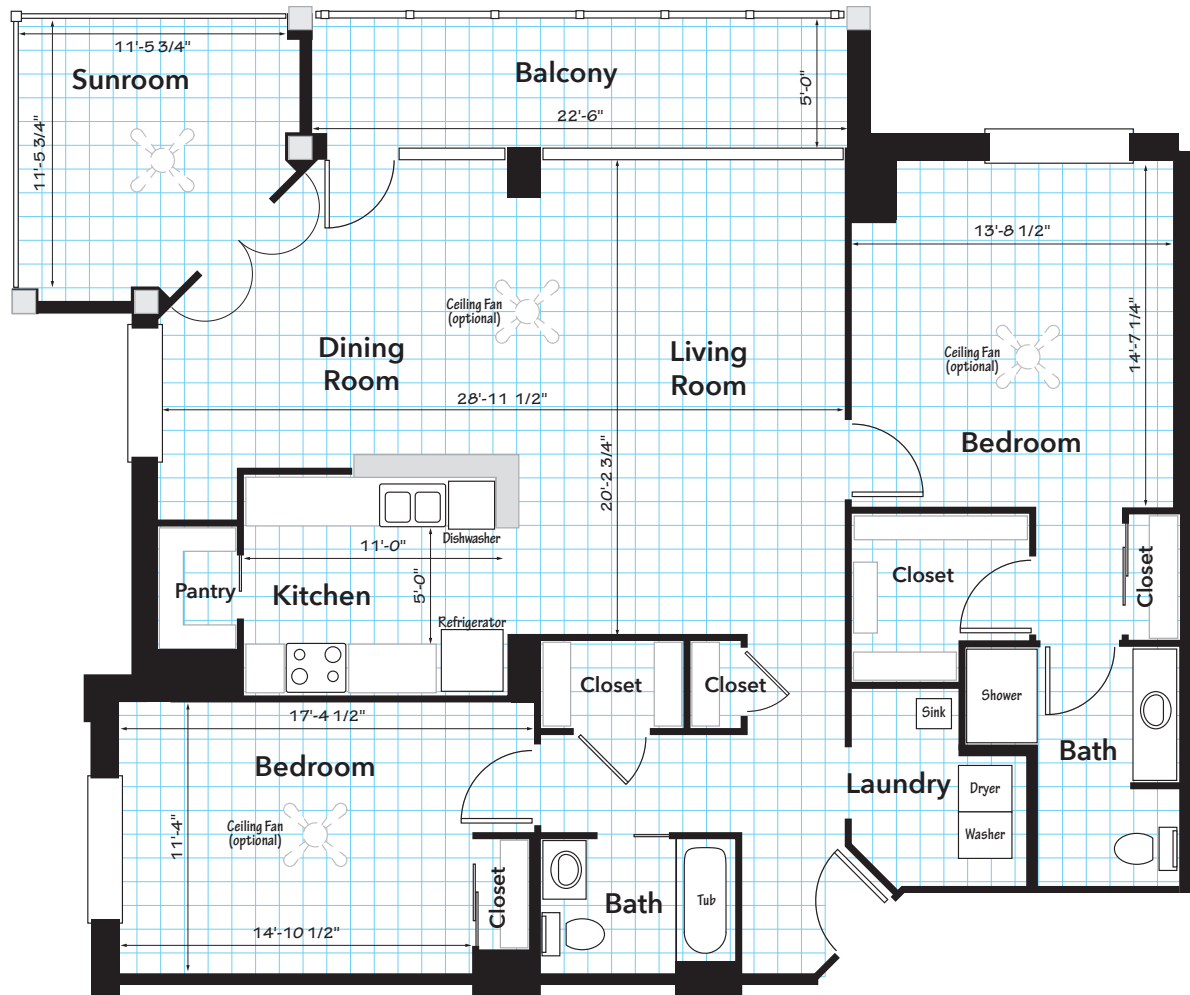 11'-5 3/4"
Sunroom
11'-5 3/4"
Balcony
22'-6"
5'-0"
13'-8 1/2"
14'-7 1/4"
Ceiling Fan
(optional)
Dining
Room
Living
Room
28'-11 1/2"
20'-2 3/4"
Ceiling Fan
(optional)
Bedroom
Dishwasher
11'-0"
5'-0"
Pantry
Kitchen
Refrigerator
Closet
Closet
Closet
Closet
Shower
Sink
Bath
17'-4 1/2"
Bedroom
11'-4"
Ceiling Fan
(optional)
Laundry
Dryer
Washer
Closet
14'-10 1/2"
Bath
Tub